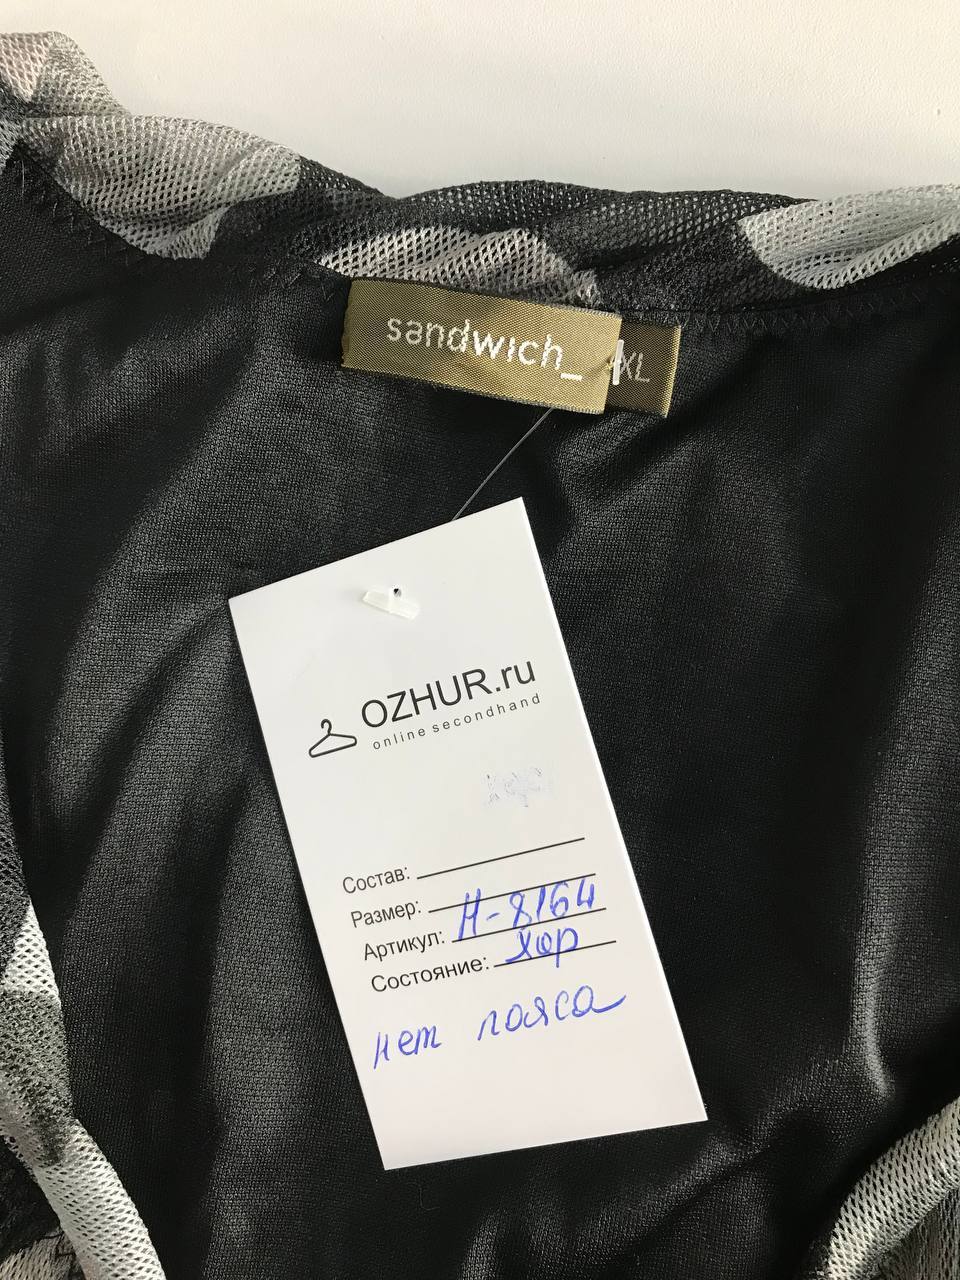 sandwich_
XL
OZHUR.ru
online secondhand
Состав:
Размер:
Артикул: H-8164
Состояние: хор
нет пояса